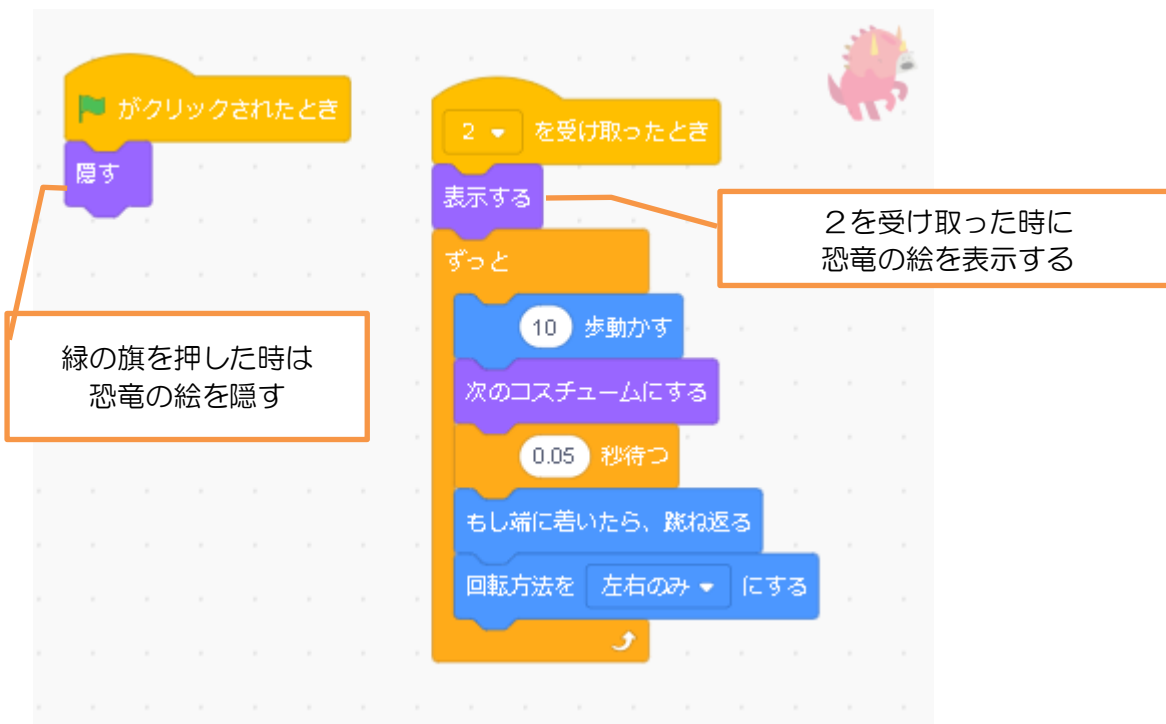 がクリックされたとき
隠す
2 を受け取ったとき
表示する
ずっと
10 歩動かす
次のコスチュームにする
0.05 秒待つ
もし端に着いたら、跳ね返る
回転方法を 左右のみ にする
緑の旗を押した時は
恐竜の絵を隠す
２を受け取った時に
恐竜の絵を表示する